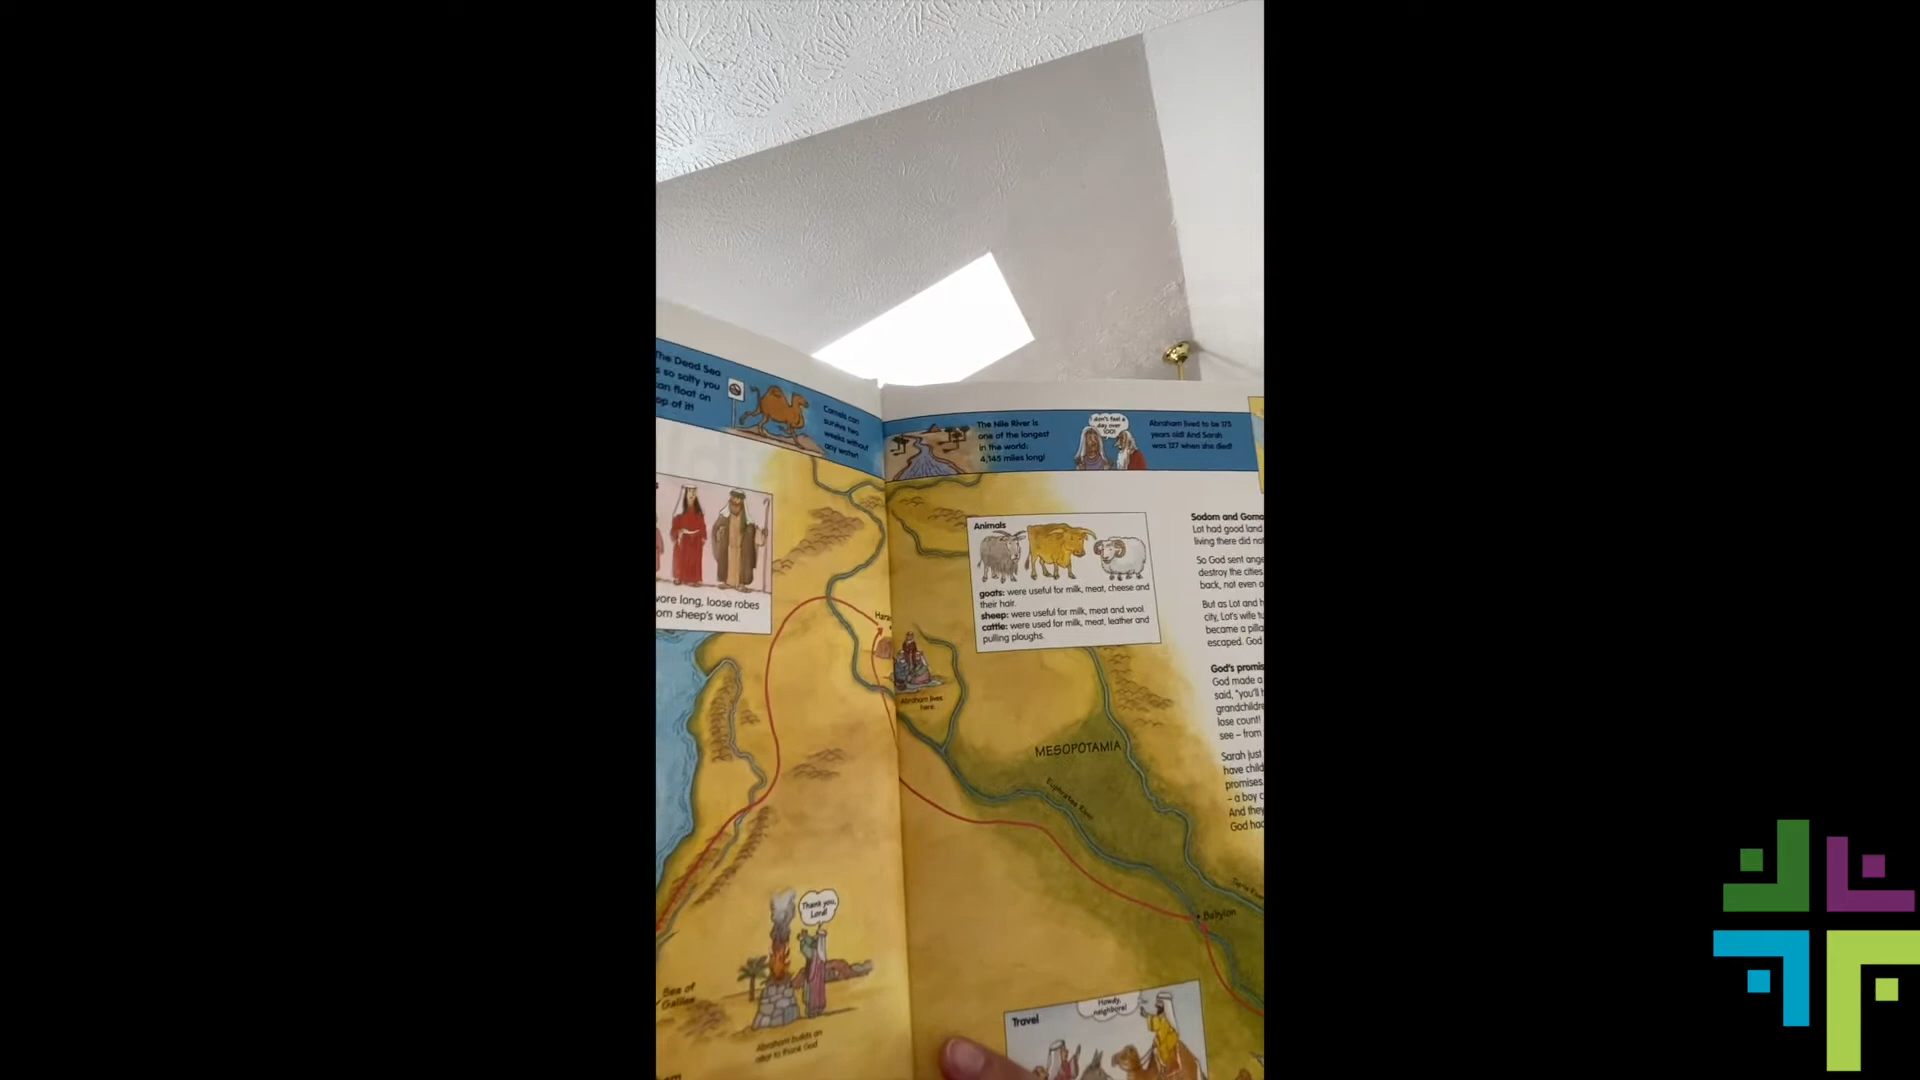 The Dead Sea
s so salty you
can float on
op of it!
Camels can
survive two
weeks without
any water!
The Nile River is
one of the longest
in the world:
4,145 miles long!
I don't feel a
day over
100!
Abraham lived to be 175
years old! And Sarah
was 127 when she died!
wore long, loose robes
om sheep's wool.
Animals
goats: were useful for milk, meat, cheese and
their hair.
sheep: were useful for milk, meat and wool.
cattle: were used for milk, meat, leather and
pulling ploughs.
Sodom and Goma
Lot had good land
living there did no
So God sent ange
destroy the cities.
back, not even a
But as Lot and h
city, Lot's wife tu
became a pilla
escaped. God
God's promis
God made a
said, "you'll h
grandchildre
lose count!
see – from
Sarah just
have child
promises.
– a boy c
And they
God had
Hara
Abraham lives
here.
MESOPOTAMIA
Euphrates River
Babylon
Thank you,
Lord!
Sea of
Galilee
Abraham builds an
altar to thank God
Travel
Howdy,
neighbore!